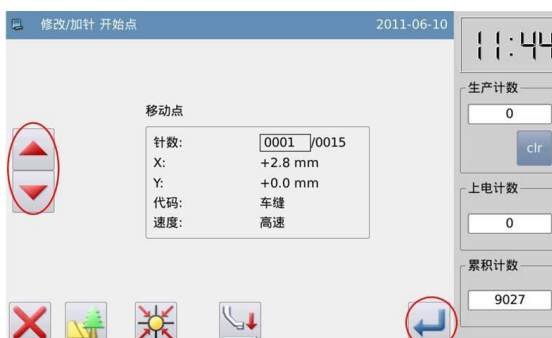 修改/加针 开始点 2011-06-10
11:44
移动点
针数: 0001 /0015
X: +2.8 mm
Y: +0.0 mm
代码: 车缝
速度: 高速
生产计数
0
clr
上电计数
0
累积计数
9027